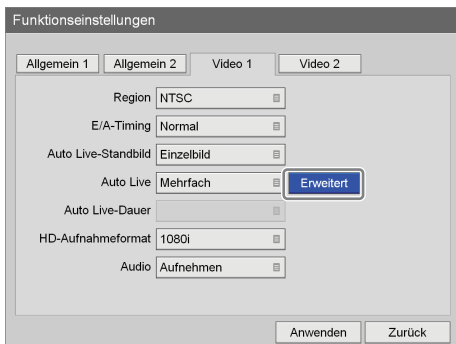 Funktionseinstellungen
Allgemein 1 Allgemein 2 Video 1 Video 2
Region NTSC
E/A-Timing Normal
Auto Live-Standbild Einzelbild
Auto Live Mehrfach Erweitert
Auto Live-Dauer
HD-Aufnahmeformat 1080i
Audio Aufnehmen
Anwenden Zurück